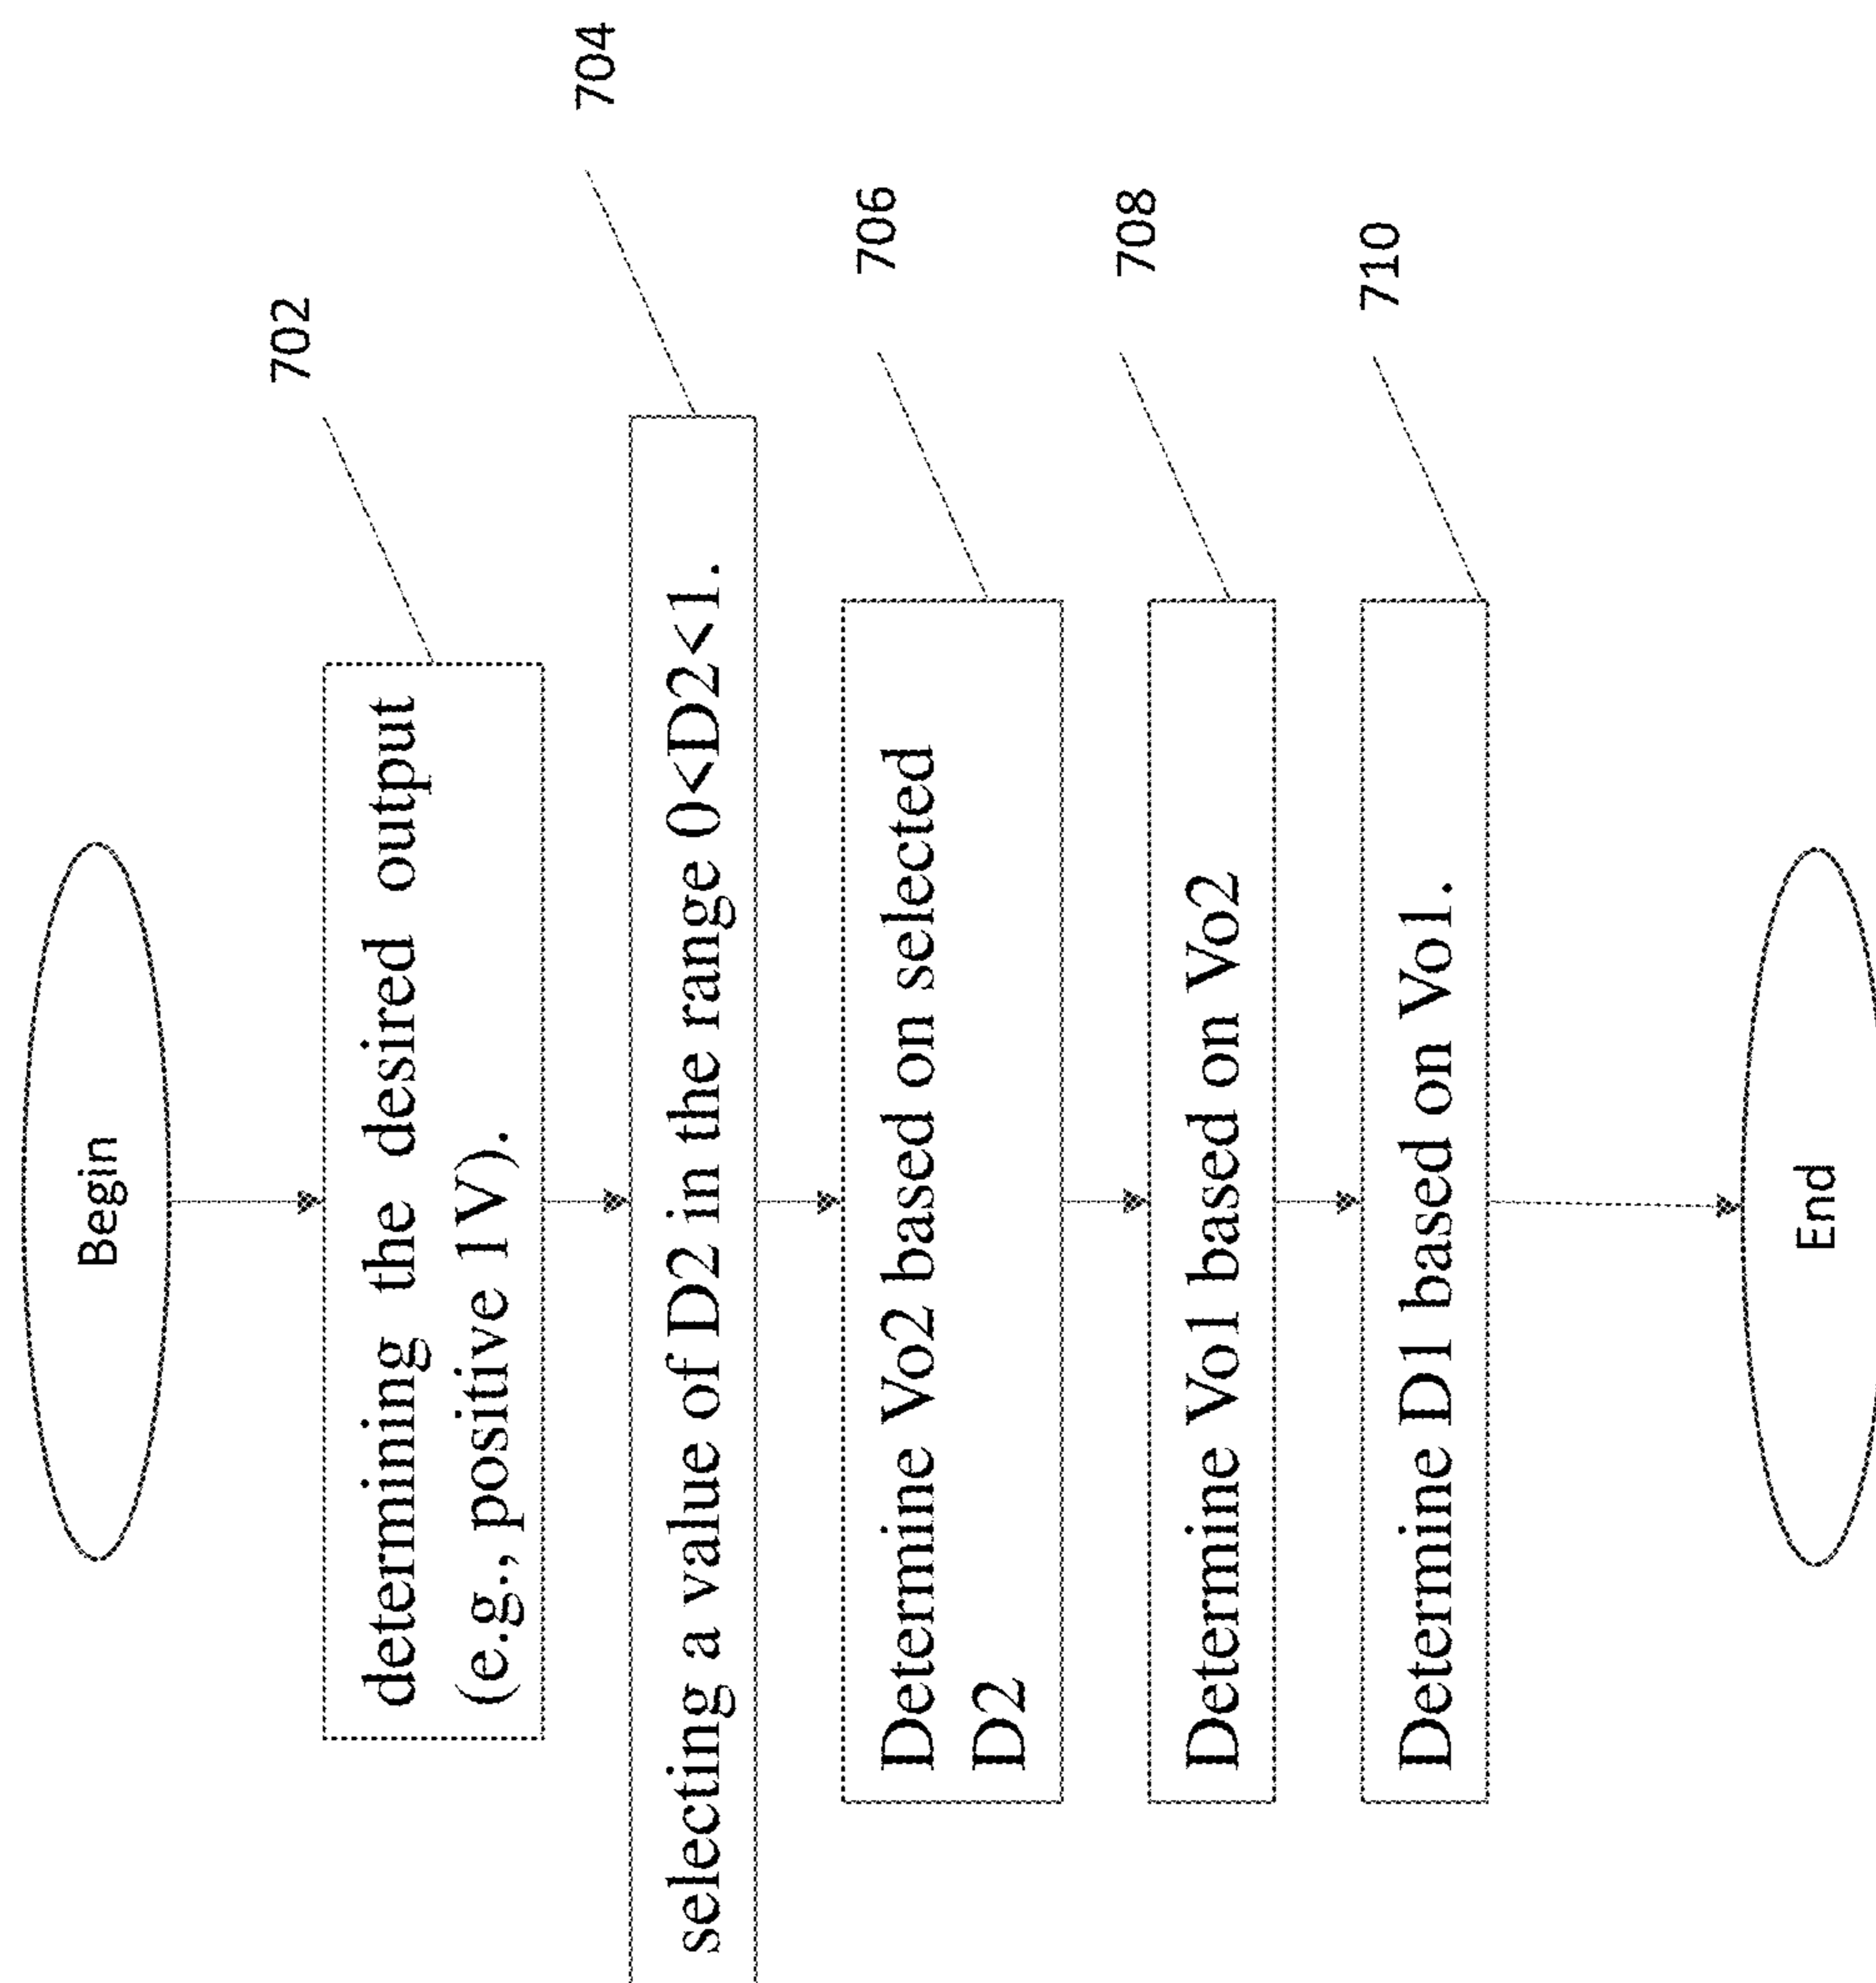 Begin
702
determining the desired output
(e.g., positive 1V).
704
selecting a value of D2 in the range 0<D2<1.
706
Determine Vo2 based on selected
D2
708
Determine Vo1 based on Vo2
710
Determine D1 based on Vo1.
End